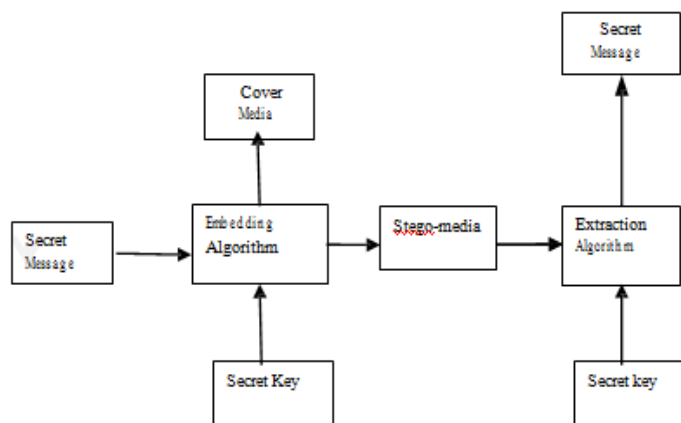 Secret
Message
Cover
Media
Secret
Message
Embedding
Algorithm
Stego-media
Extraction
Algorithm
Secret Key
Secret key